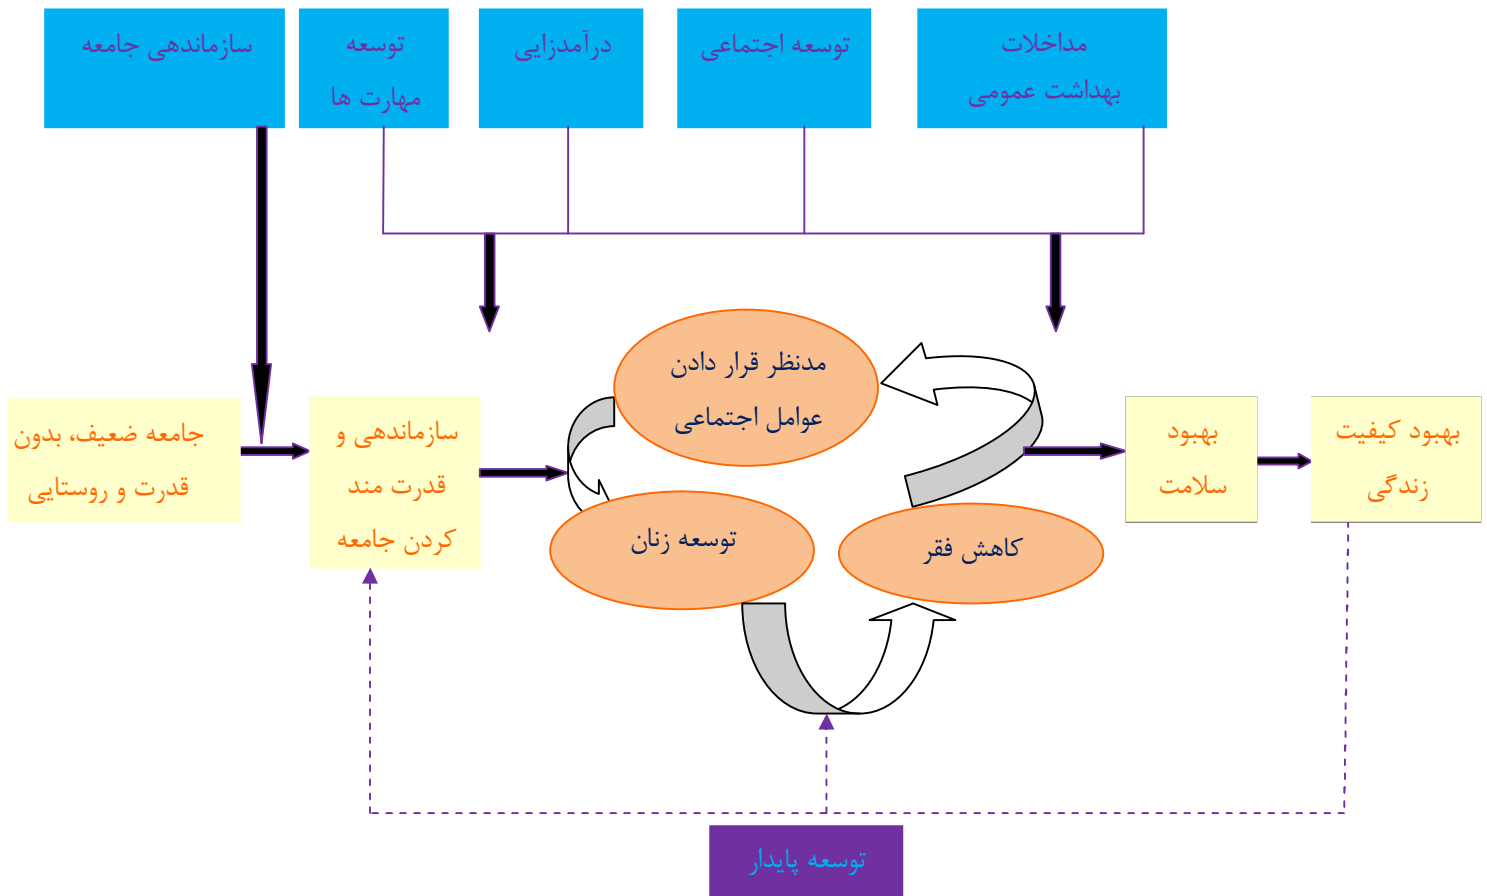 مداخلات
بهداشت عمومی
توسعه اجتماعی
درآمدزایی
توسعه
مهارت ها
سازماندهی جامعه
جامعه ضعیف، بدون
قدرت و روستایی
سازماندهی و
قدرت مند
کردن جامعه
مدنظر قرار دادن
عوامل اجتماعی
توسعه زنان
کاهش فقر
بهبود
سلامت
بهبود کیفیت
زندگی
توسعه پایدار